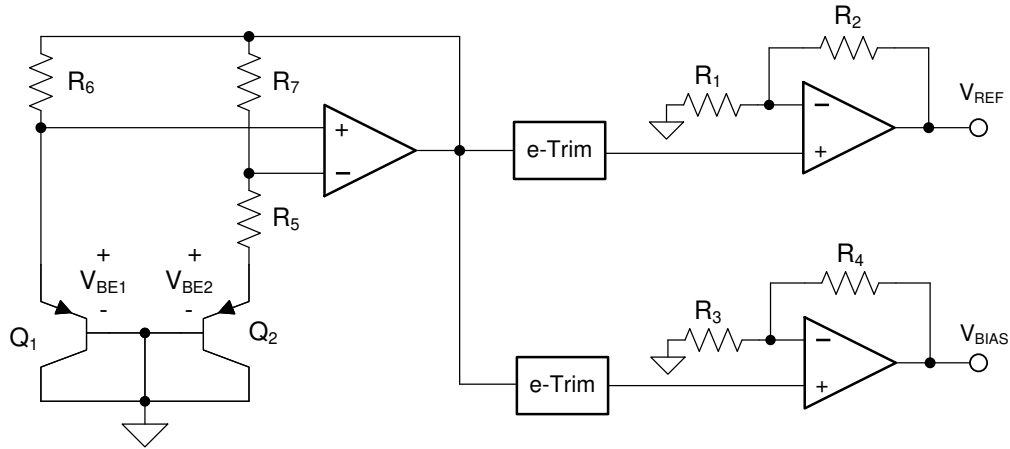 R2
R1
VREF
R6
R7
+
−
e-Trim
−
+
R5
+
VBE1
-
+
VBE2
-
Q1
Q2
R4
R3
VBIAS
e-Trim
−
+